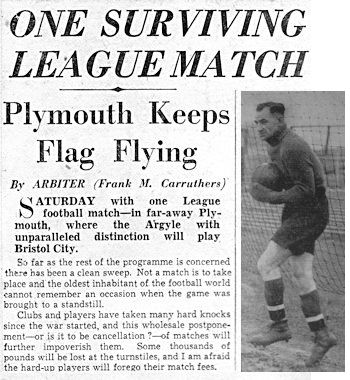 ONE SURVIVING
LEAGUE MATCH
Plymouth Keeps
Flag Flying
By ARBITER (Frank M. Carruthers)
SATURDAY with one League
football match—in far-away Ply-
mouth, where the Argyle with
unparalleled distinction will play
Bristol City.
So far as the rest of the programme is concerned
there has been a clean sweep. Not a match is to take
place and the oldest inhabitant of the football world
cannot remember an occasion when the game was
brought to a standstill.
Clubs and players have taken many hard knocks
since the war started, and this wholesale postpone-
ment—or is it to be cancellation?—of matches will
further impoverish them. Some thousands of
pounds will be lost at the turnstiles, and I am afraid
the hard-up players will forego their match fees.